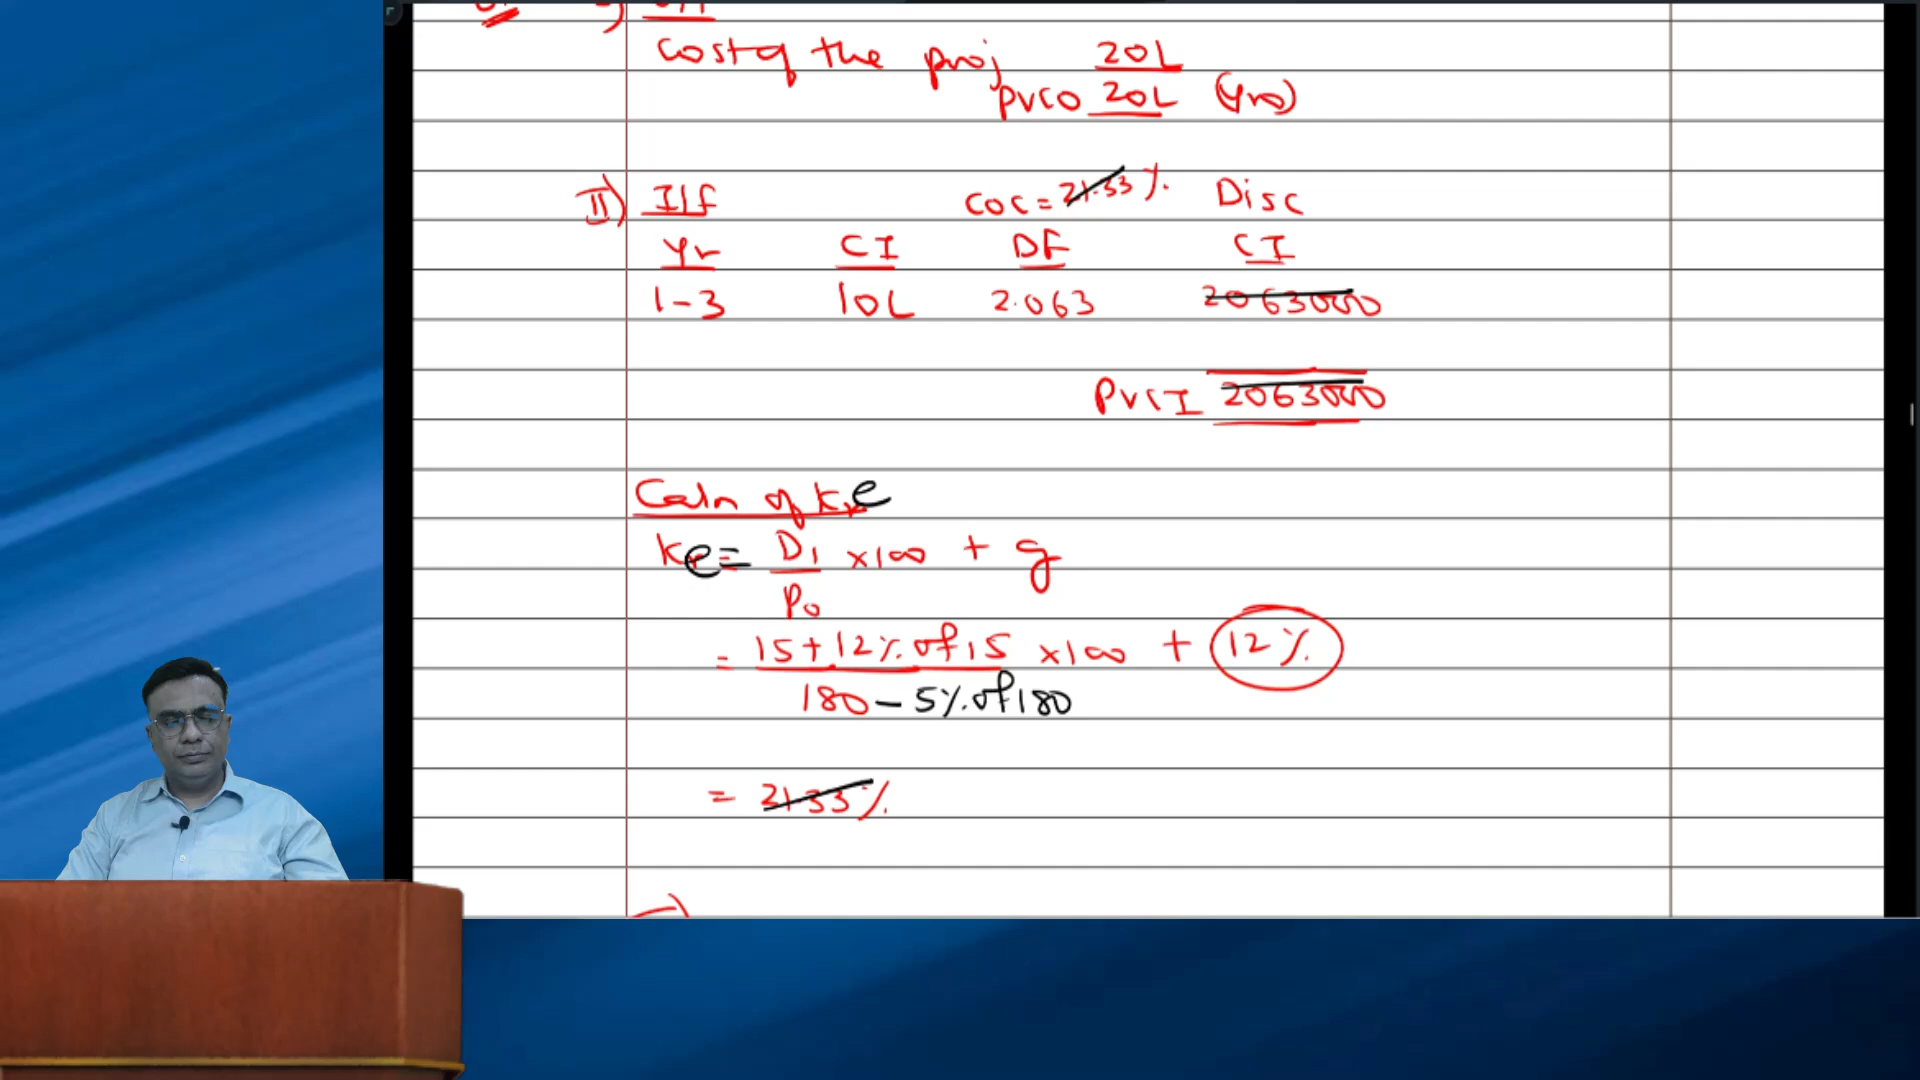 cost of the proj 20L
PVCO 20L (Yr0)
II) I/f COC = 21.33 % Disc
Yr CI DF CI
1-3 10L 2.063 2063000
PVCI 2063000
Caln of Ke
Ke = D1 x100 + g
P0
= 15+12% of 15 x100 + 12%
180 - 5% of 180
= 21.33%